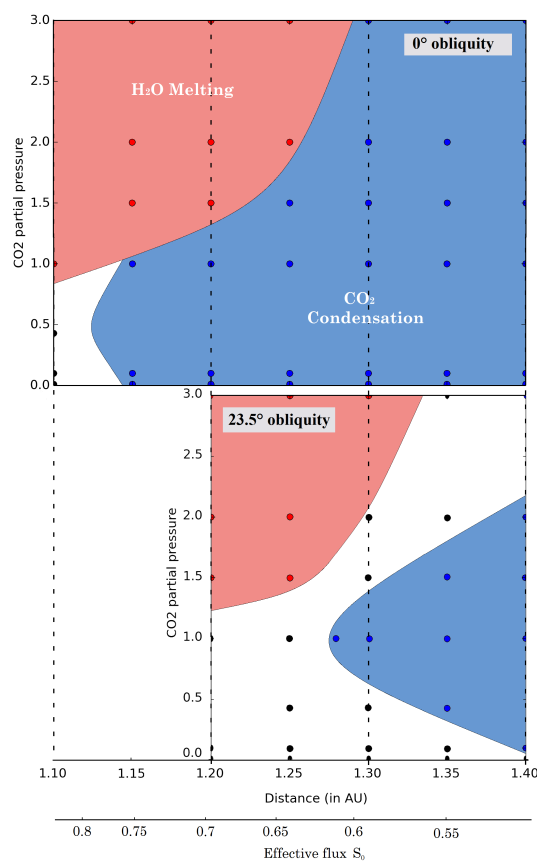 3.0
0° obliquity
H2O Melting
2.5
2.0
CO2 partial pressure
1.5
1.0
CO2
Condensation
0.5
0.0
3.0
23.5° obliquity
2.5
2.0
CO2 partial pressure
1.5
1.0
0.5
0.0
1.10 1.15 1.20 1.25 1.30 1.35 1.40
Distance (in AU)
0.8 0.75 0.7 0.65 0.6 0.55
Effective flux S0